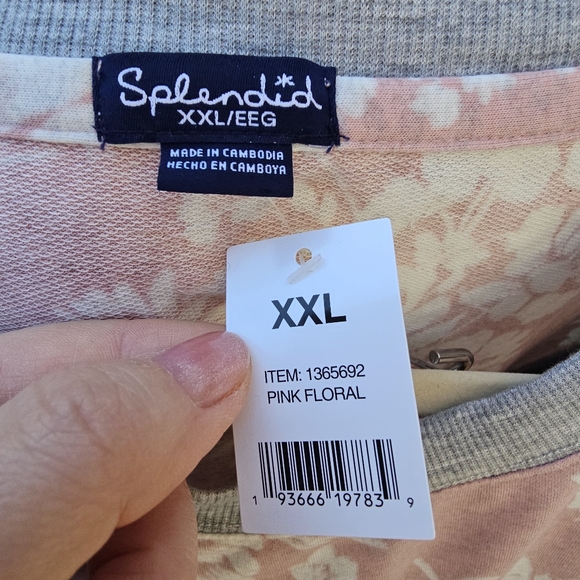 Splendid
XXL/EEG
MADE IN CAMBODIA
HECHO EN CAMBOYA
XXL
ITEM: 1365692
PINK FLORAL
1 93666 19783 9